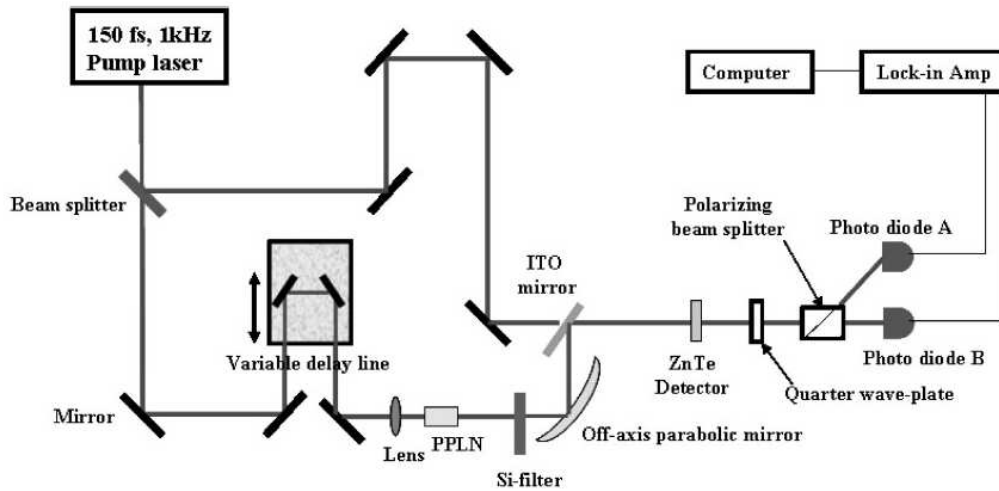 150 fs, 1kHz
Pump laser
Computer
Lock-in Amp
Beam splitter
Polarizing
beam splitter
Photo diode A
ITO
mirror
Variable delay line
ZnTe
Detector
Photo diode B
Quarter wave-plate
Mirror
Lens
PPLN
Off-axis parabolic mirror
Si-filter